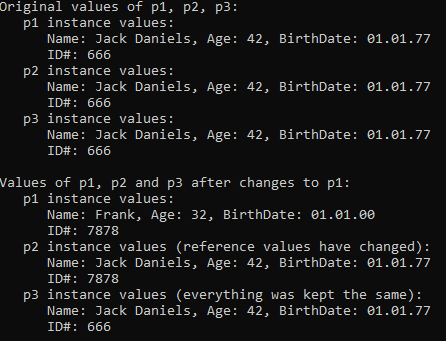 Original values of p1, p2, p3:
p1 instance values:
Name: Jack Daniels, Age: 42, BirthDate: 01.01.77
ID#: 666
p2 instance values:
Name: Jack Daniels, Age: 42, BirthDate: 01.01.77
ID#: 666
p3 instance values:
Name: Jack Daniels, Age: 42, BirthDate: 01.01.77
ID#: 666
Values of p1, p2 and p3 after changes to p1:
p1 instance values:
Name: Frank, Age: 32, BirthDate: 01.01.00
ID#: 7878
p2 instance values (reference values have changed):
Name: Jack Daniels, Age: 42, BirthDate: 01.01.77
ID#: 7878
p3 instance values (everything was kept the same):
Name: Jack Daniels, Age: 42, BirthDate: 01.01.77
ID#: 666